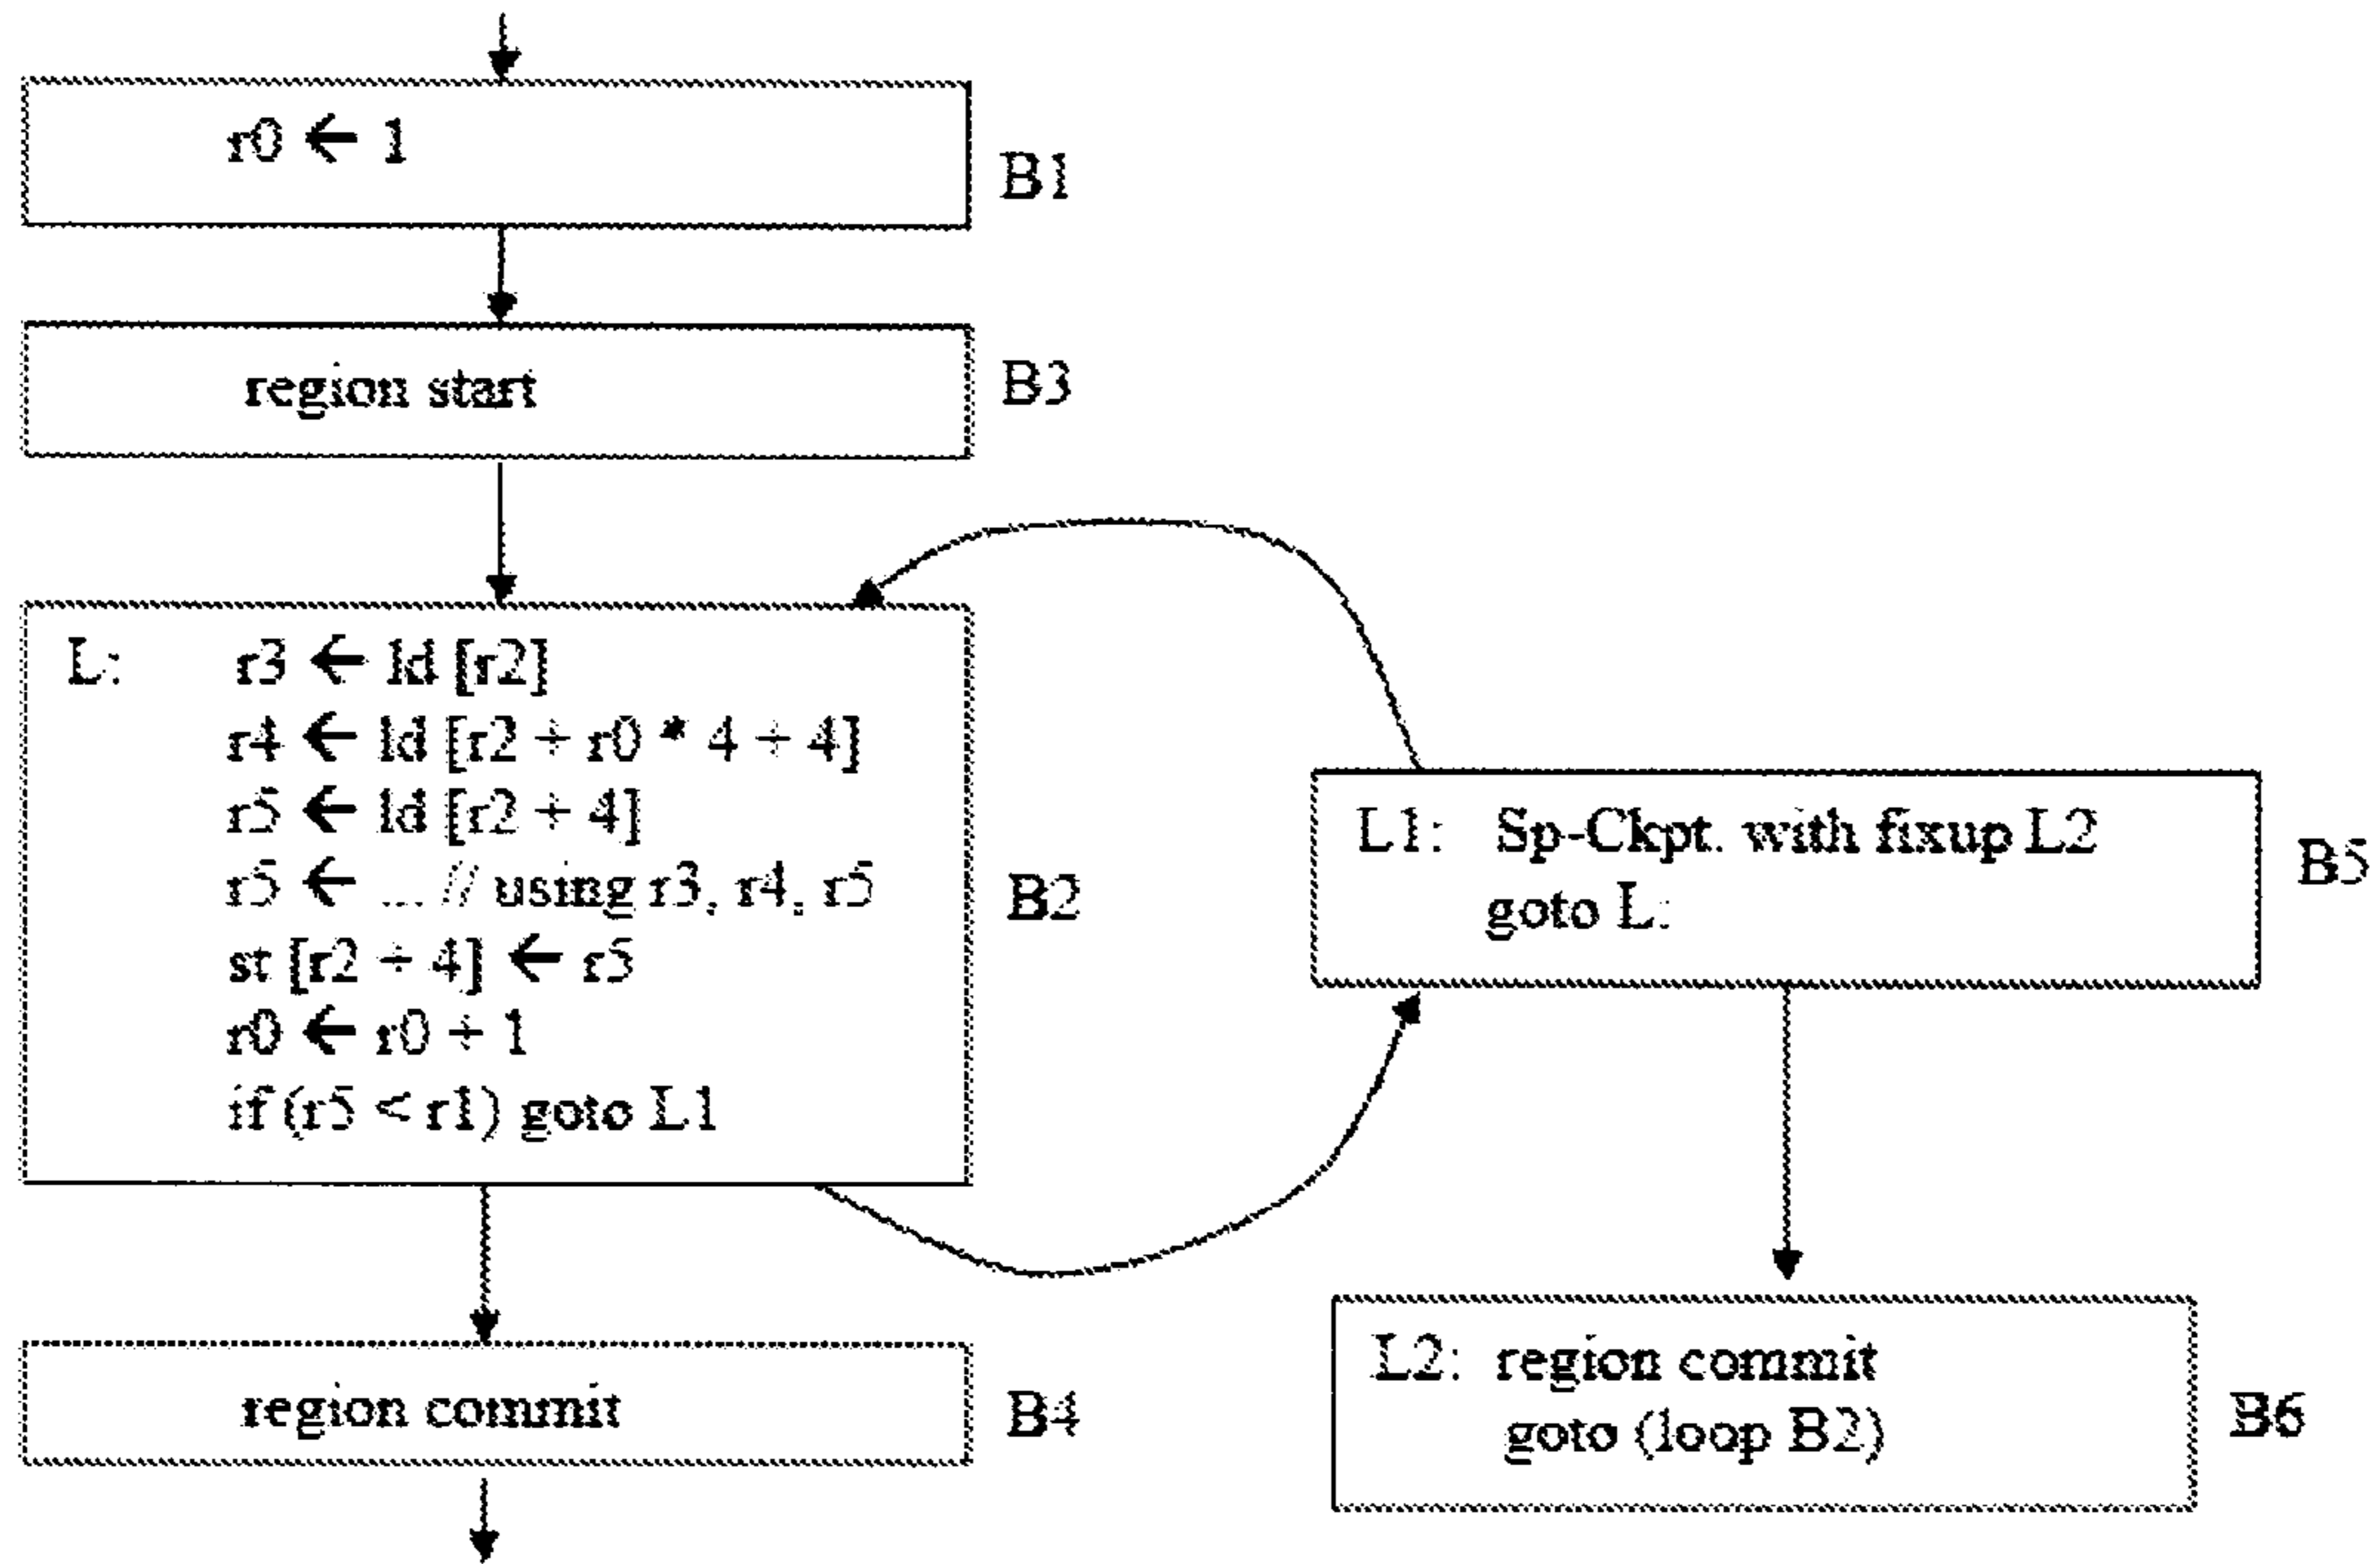 r0 ← 1
B1
region start
B3
L: r3 ← ld [r2]
r4 ← ld [r2 + r0 * 4 + 4]
r5 ← ld [r2 + 4]
r5 ← ... // using r3, r4, r5
st [r2 + 4] ← r5
r0 ← r0 + 1
if (r5 < r1) goto L1
B2
L1: Sp-Ckpt. with fixup L2
goto L:
B5
region commit
B4
L2: region commit
goto (loop B2)
B6